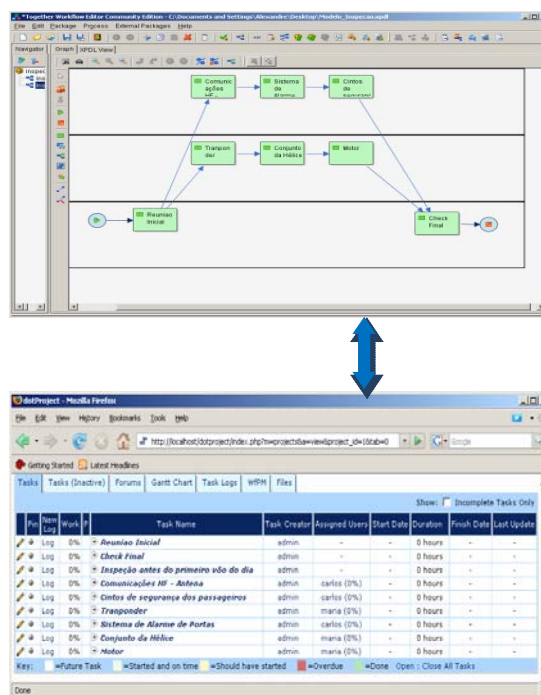 *Together Workflow Editor Community Edition - C:\Documents and Settings\Alexandre\Desktop\Modelo_Inspecao.xpdl
File Edit Package Process External Packages Help
Navigator Graph XPDL View
Inspec
Comunic
ações
HF -
Sistema
de
Alarme
Cintos
de
seguranç
Tranpon
der
Conjunto
da Hélice
Motor
Reuniao
Inicial
Check
Final
dotProject - Mozilla Firefox
File Edit View History Bookmarks Tools Help
http://localhost/dotproject/index.php?m=projects&a=view&project_id=1&tab=0 Google
Getting Started Latest Headlines
Tasks Tasks (Inactive) Forums Gantt Chart Task Logs WfPM Files
Show: Incomplete Tasks Only
Pin New Log Work P Task Name Task Creator Assigned Users Start Date Duration Finish Date Last Update
Log 0% Reuniao Inicial admin - - 0 hours - -
Log 0% Check Final admin - - 0 hours - -
Log 0% Inspeção antes do primeiro vôo do dia admin - - 0 hours - -
Log 0% Comunicações HF - Antena admin carlos (0%) - 0 hours - -
Log 0% Cintos de segurança dos passageiros admin carlos (0%) - 0 hours - -
Log 0% Tranponder admin maria (0%) - 0 hours - -
Log 0% Sistema de Alarme de Portas admin carlos (0%) - 0 hours - -
Log 0% Conjunto da Hélice admin maria (0%) - 0 hours - -
Log 0% Motor admin maria (0%) - 0 hours - -
Key: =Future Task =Started and on time =Should have started =Overdue =Done Open : Close All Tasks
Done